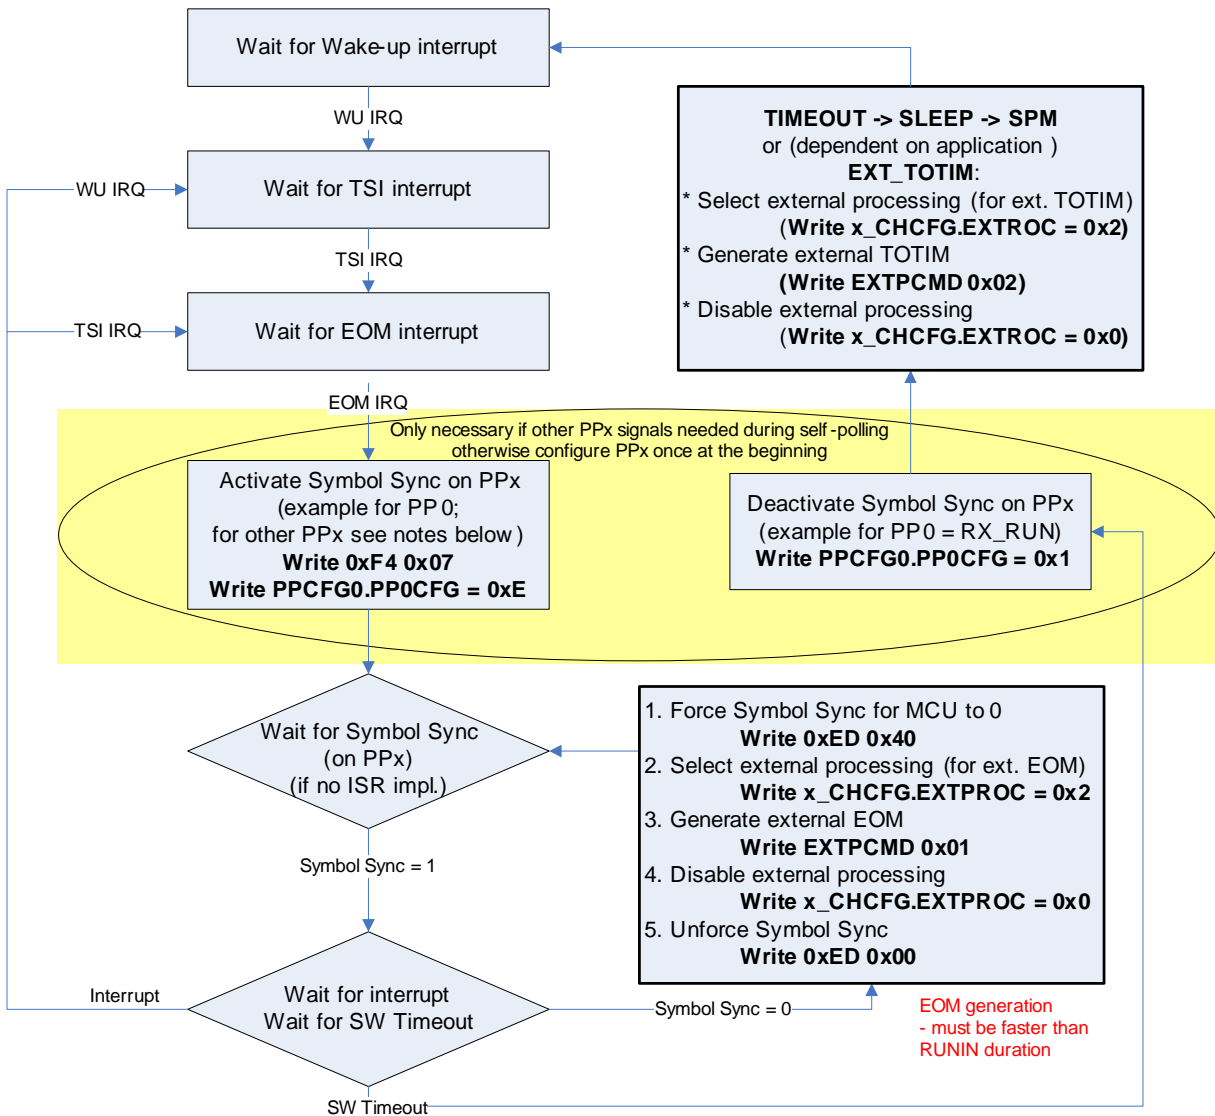 Wait for Wake-up interrupt
WU IRQ
Wait for TSI interrupt
WU IRQ
TSI IRQ
Wait for EOM interrupt
TSI IRQ
EOM IRQ
TIMEOUT -> SLEEP -> SPM
or (dependent on application )
EXT_TOTIM:
* Select external processing (for ext. TOTIM)
(Write x_CHCFG.EXTROC = 0x2)
* Generate external TOTIM
(Write EXTPCMD 0x02)
* Disable external processing
(Write x_CHCFG.EXTROC = 0x0)
Only necessary if other PPx signals needed during self-polling
otherwise configure PPx once at the beginning
Activate Symbol Sync on PPx
(example for PP0;
for other PPx see notes below )
Write 0xF4 0x07
Write PPCFG0.PP0CFG = 0xE
Deactivate Symbol Sync on PPx
(example for PP0 = RX_RUN)
Write PPCFG0.PP0CFG = 0x1
Wait for Symbol Sync
(on PPx)
(if no ISR impl.)
1. Force Symbol Sync for MCU to 0
Write 0xED 0x40
2. Select external processing (for ext. EOM)
Write x_CHCFG.EXTPROC = 0x2
3. Generate external EOM
Write EXTPCMD 0x01
4. Disable external processing
Write x_CHCFG.EXTPROC = 0x0
5. Unforce Symbol Sync
Write 0xED 0x00
Symbol Sync = 1
Wait for interrupt
Wait for SW Timeout
Interrupt
Symbol Sync = 0
EOM generation
- must be faster than
RUNIN duration
SW Timeout